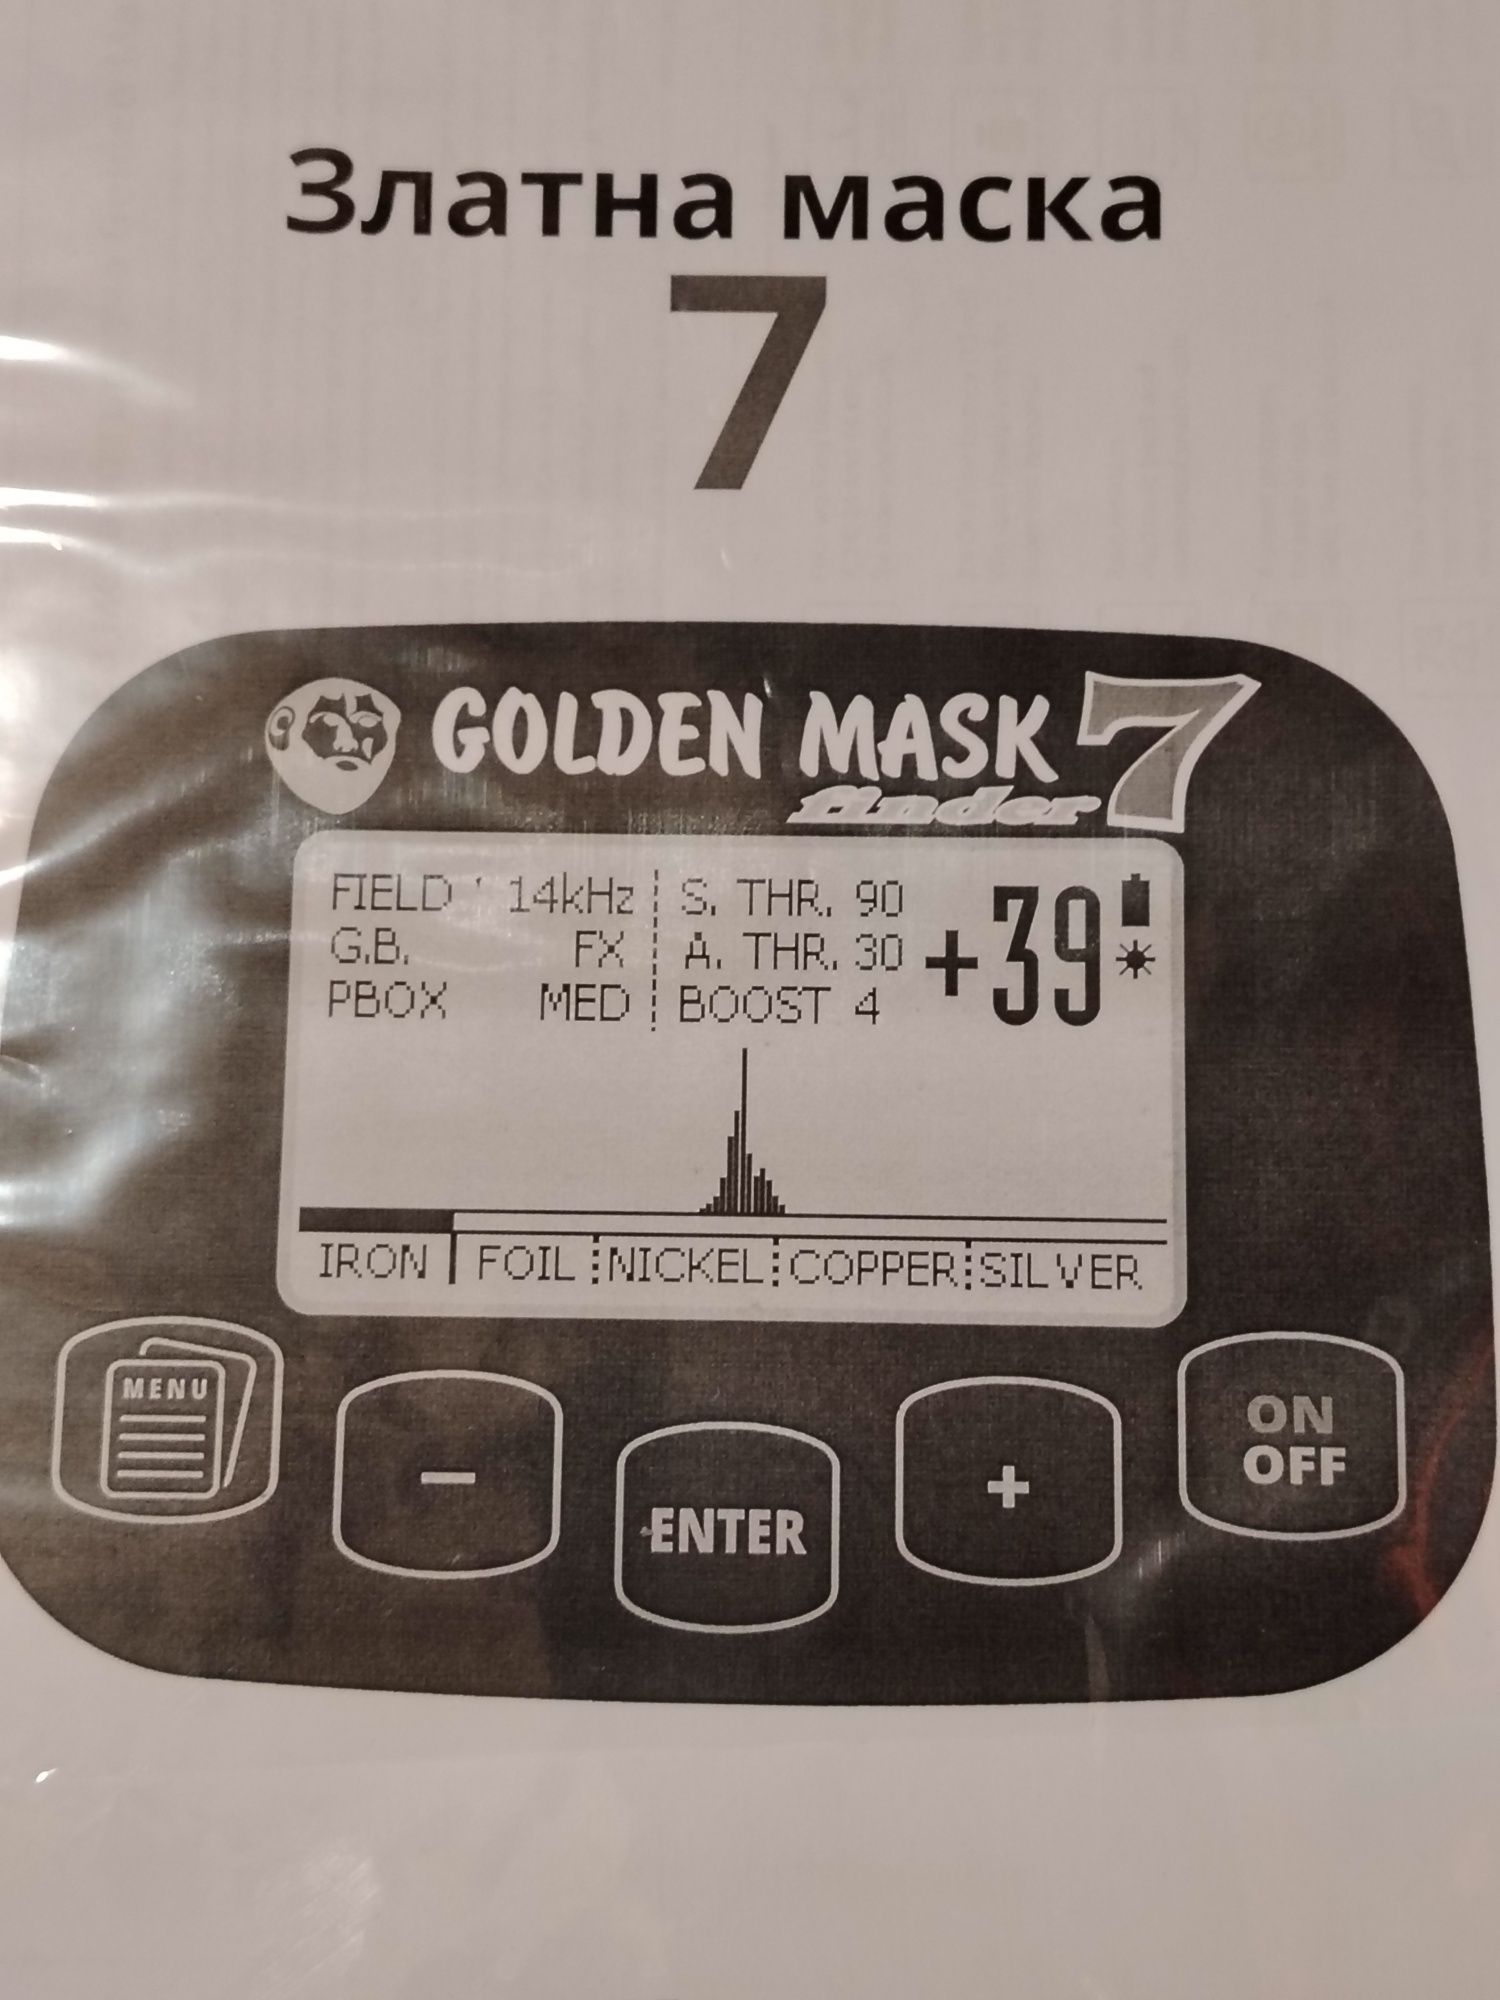 Златна маска
7
GOLDEN MASK 7
finder
FIELD 14kHz S. THR. 90 +39
G.B. FX A. THR. 30
PBOX MED BOOST 4
IRON FOIL NICKEL COPPER SILVER
MENU
- ENTER +
ON
OFF